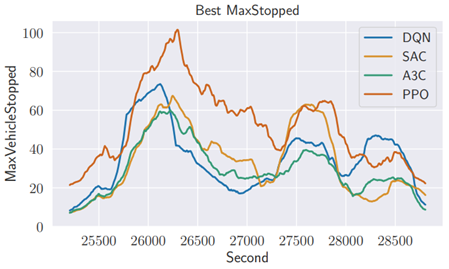 Best MaxStopped
MaxVehicleStopped
100
80
60
40
20
0
DQN
SAC
A3C
PPO
25500 26000 26500 27000 27500 28000 28500
Second